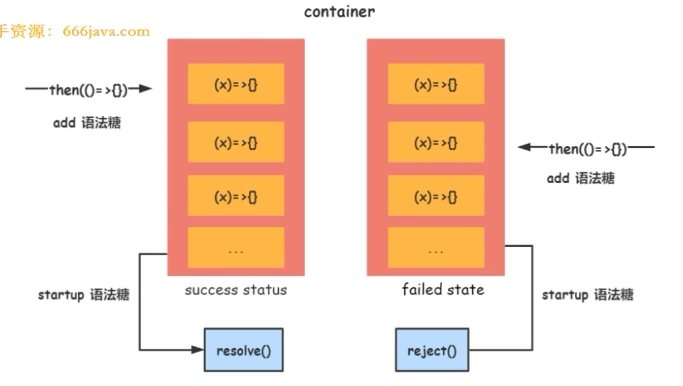 container
手资源：666java.com
then(()=>{})
add 语法糖
(x)=>{}
(x)=>{}
(x)=>{}
...
success status
startup 语法糖
resolve()
(x)=>{}
(x)=>{}
(x)=>{}
...
failed state
then(()=>{})
add 语法糖
startup 语法糖
reject()